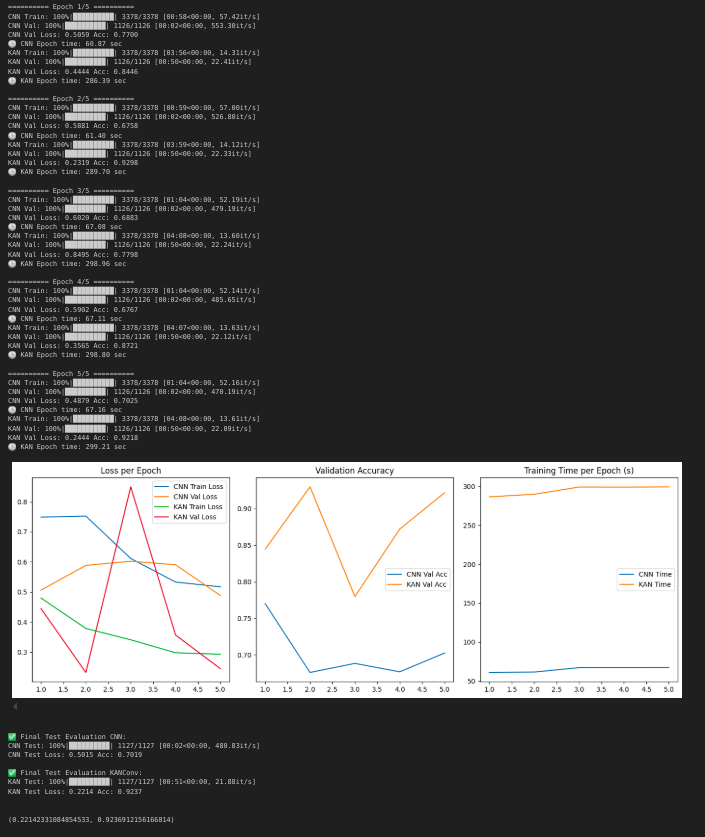 ========== Epoch 1/5 ==========
CNN Train: 100%|██████████| 3378/3378 [00:58<00:00, 57.42it/s]
CNN Val: 100%|██████████| 1126/1126 [00:02<00:00, 553.30it/s]
CNN Val Loss: 0.5059 Acc: 0.7700
🕒 CNN Epoch time: 60.87 sec
KAN Train: 100%|██████████| 3378/3378 [03:56<00:00, 14.31it/s]
KAN Val: 100%|██████████| 1126/1126 [00:50<00:00, 22.41it/s]
KAN Val Loss: 0.4444 Acc: 0.8446
🕒 KAN Epoch time: 286.39 sec
========== Epoch 2/5 ==========
CNN Train: 100%|██████████| 3378/3378 [00:59<00:00, 57.00it/s]
CNN Val: 100%|██████████| 1126/1126 [00:02<00:00, 526.80it/s]
CNN Val Loss: 0.5881 Acc: 0.6758
🕒 CNN Epoch time: 61.40 sec
KAN Train: 100%|██████████| 3378/3378 [03:59<00:00, 14.12it/s]
KAN Val: 100%|██████████| 1126/1126 [00:50<00:00, 22.33it/s]
KAN Val Loss: 0.2319 Acc: 0.9298
🕒 KAN Epoch time: 289.70 sec
========== Epoch 3/5 ==========
CNN Train: 100%|██████████| 3378/3378 [01:04<00:00, 52.19it/s]
CNN Val: 100%|██████████| 1126/1126 [00:02<00:00, 479.19it/s]
CNN Val Loss: 0.6020 Acc: 0.6883
🕒 CNN Epoch time: 67.08 sec
KAN Train: 100%|██████████| 3378/3378 [04:08<00:00, 13.60it/s]
KAN Val: 100%|██████████| 1126/1126 [00:50<00:00, 22.24it/s]
KAN Val Loss: 0.8495 Acc: 0.7798
🕒 KAN Epoch time: 298.96 sec
========== Epoch 4/5 ==========
CNN Train: 100%|██████████| 3378/3378 [01:04<00:00, 52.14it/s]
CNN Val: 100%|██████████| 1126/1126 [00:02<00:00, 485.65it/s]
CNN Val Loss: 0.5902 Acc: 0.6767
🕒 CNN Epoch time: 67.11 sec
KAN Train: 100%|██████████| 3378/3378 [04:07<00:00, 13.63it/s]
KAN Val: 100%|██████████| 1126/1126 [00:50<00:00, 22.12it/s]
KAN Val Loss: 0.3565 Acc: 0.8721
🕒 KAN Epoch time: 298.80 sec
========== Epoch 5/5 ==========
CNN Train: 100%|██████████| 3378/3378 [01:04<00:00, 52.16it/s]
CNN Val: 100%|██████████| 1126/1126 [00:02<00:00, 470.19it/s]
CNN Val Loss: 0.4879 Acc: 0.7025
🕒 CNN Epoch time: 67.16 sec
KAN Train: 100%|██████████| 3378/3378 [04:08<00:00, 13.61it/s]
KAN Val: 100%|██████████| 1126/1126 [00:50<00:00, 22.09it/s]
KAN Val Loss: 0.2444 Acc: 0.9218
🕒 KAN Epoch time: 299.21 sec
Loss per Epoch
CNN Train Loss
CNN Val Loss
KAN Train Loss
KAN Val Loss
0.8
0.7
0.6
0.5
0.4
0.3
1.0 1.5 2.0 2.5 3.0 3.5 4.0 4.5 5.0
Validation Accuracy
0.90
0.85
0.80
0.75
0.70
CNN Val Acc
KAN Val Acc
1.0 1.5 2.0 2.5 3.0 3.5 4.0 4.5 5.0
Training Time per Epoch (s)
300
250
200
150
100
50
CNN Time
KAN Time
1.0 1.5 2.0 2.5 3.0 3.5 4.0 4.5 5.0
✅ Final Test Evaluation CNN:
CNN Test: 100%|██████████| 1127/1127 [00:02<00:00, 480.83it/s]
CNN Test Loss: 0.5015 Acc: 0.7019
✅ Final Test Evaluation KANConv:
KAN Test: 100%|██████████| 1127/1127 [00:51<00:00, 21.88it/s]
KAN Test Loss: 0.2214 Acc: 0.9237
(0.22142331084854533, 0.9236912156166814)